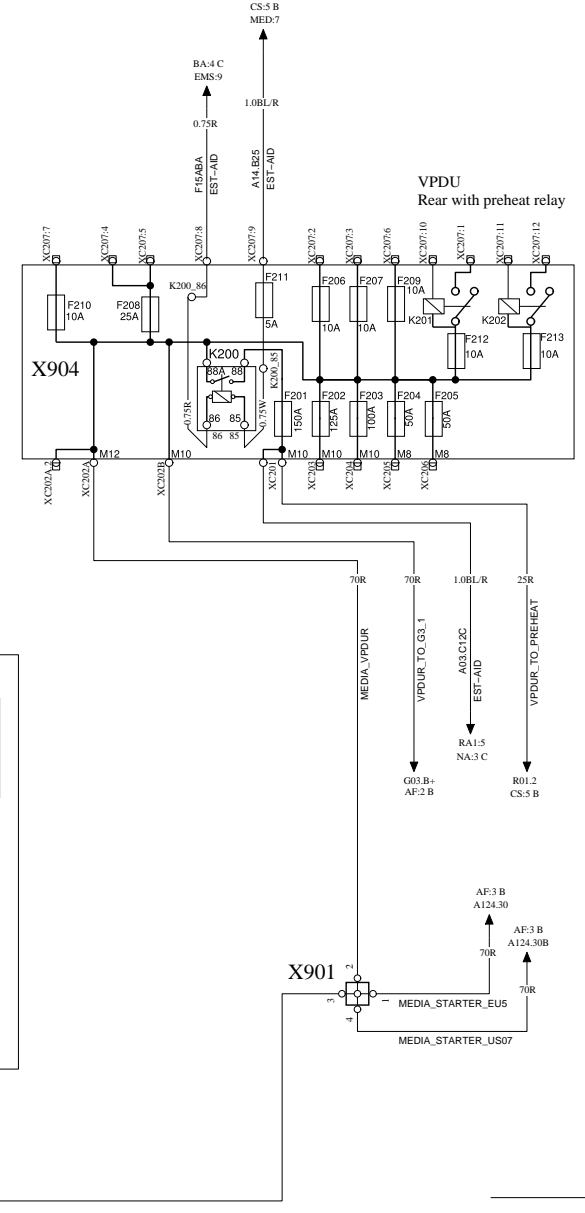 CS:5 B
MED:7
BA:4 C
EMS:9
1.0BL/R
0.75R
F15ABA
EST-AID
A14.B25
EST-AID
VPDU
Rear with preheat relay
XC207:7
XC207:4
XC207:5
XC207:8
XC207:9
XC207:2
XC207:3
XC207:6
XC207:10
XC207:1
XC207:11
XC207:12
K200_86
F211
5A
F206
10A
F207
10A
F209
10A
K201
K202
F210
10A
F208
25A
F212
10A
F213
10A
X904
K200
88A
88
K200_85
86
85
0.75R
0.75W
86
85
F201
150A
F202
125A
F203
100A
F204
50A
F205
50A
M12
M10
M10
M10
M10
M8
M8
XC202A_2
XC202A
XC202B
XC201
XC203
XC204
XC205
XC206
70R
70R
1.0BL/R
25R
MEDIA_VPDUR
VPDUR_TO_G3_1
A03.C12C
EST-AID
VPDUR_TO_PREHEAT
RA1:5
NA:3 C
G03.B+
AF:2 B
R01.2
CS:5 B
AF:3 B
A124.30
AF:3 B
A124.30B
70R
70R
X901
2
3
1
4
MEDIA_STARTER_EU5
MEDIA_STARTER_US07